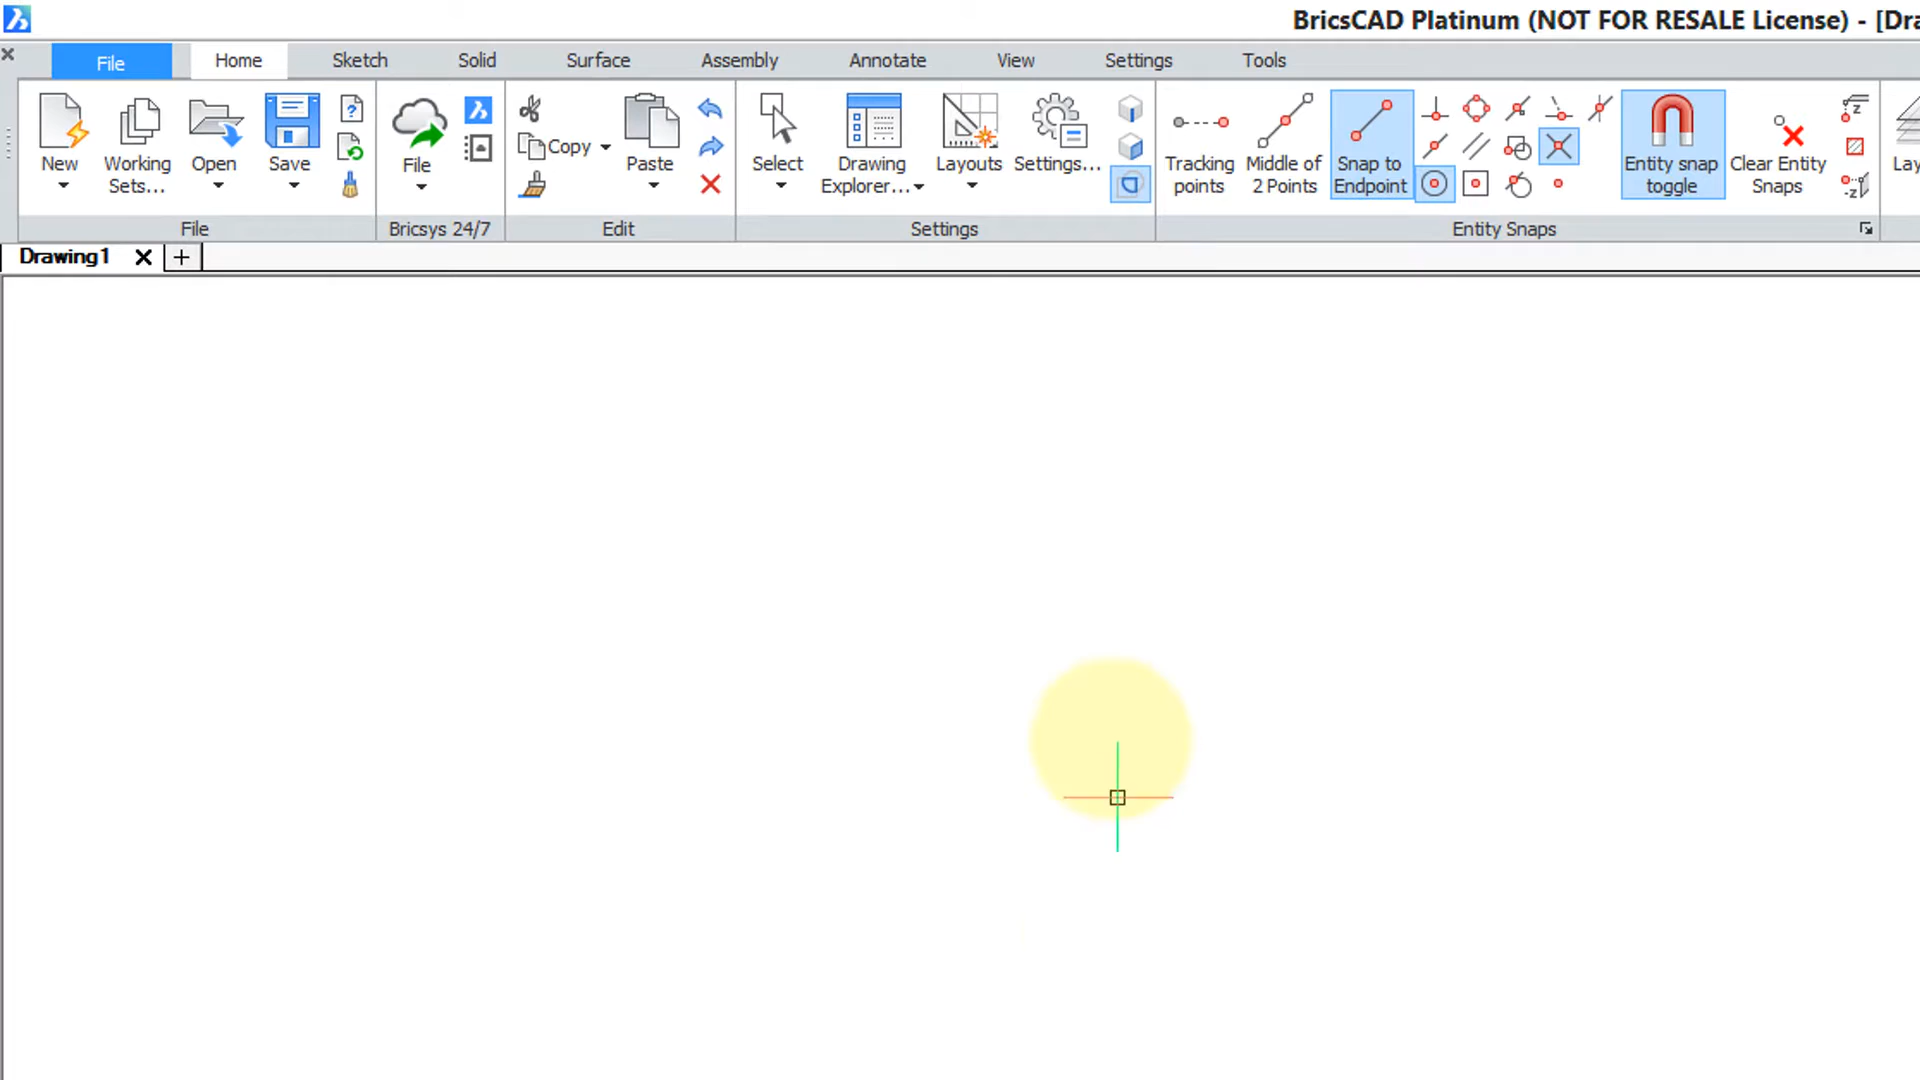 BricsCAD Platinum (NOT FOR RESALE License) - [Dra
File Home Sketch Solid Surface Assembly Annotate View Settings Tools
New Working Sets... Open Save
File
Copy Paste
Select Drawing Explorer... Layouts Settings...
Tracking points Middle of 2 Points Snap to Endpoint Entity snap toggle Clear Entity Snaps
Lay
File Bricsys 24/7 Edit Settings Entity Snaps
Drawing1